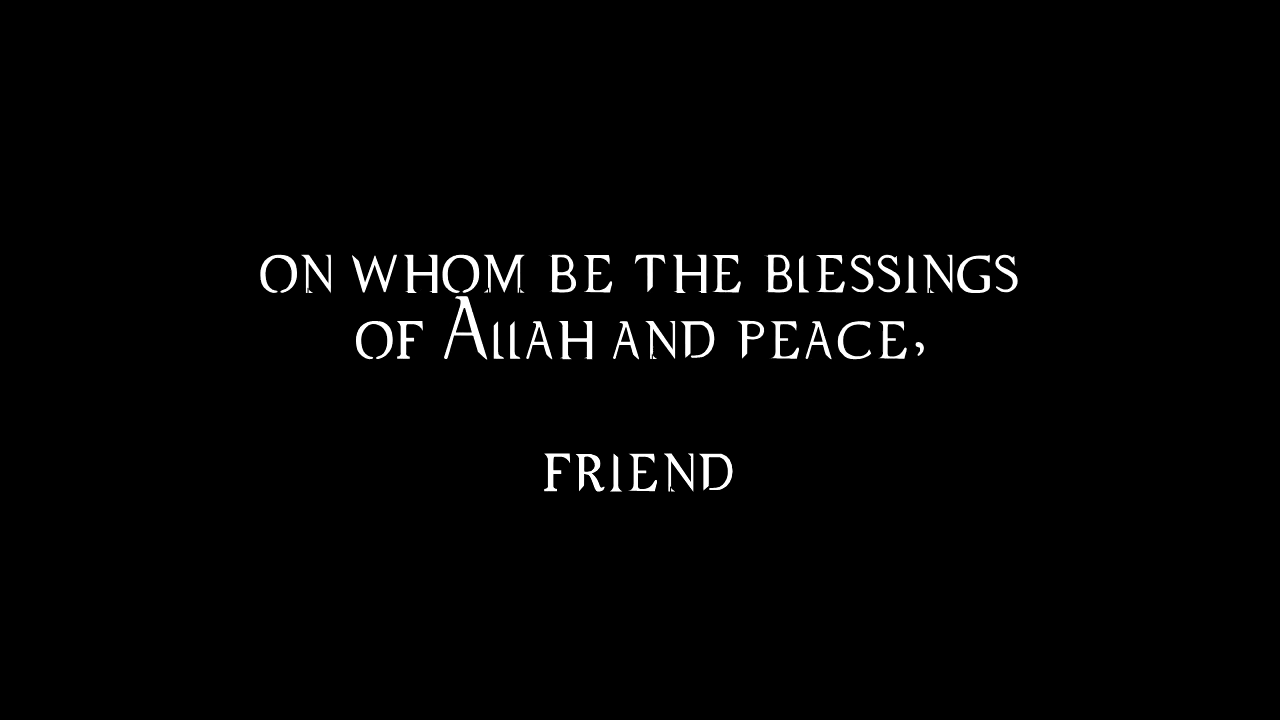 on whom be the blessings
of Allah and peace,
friend